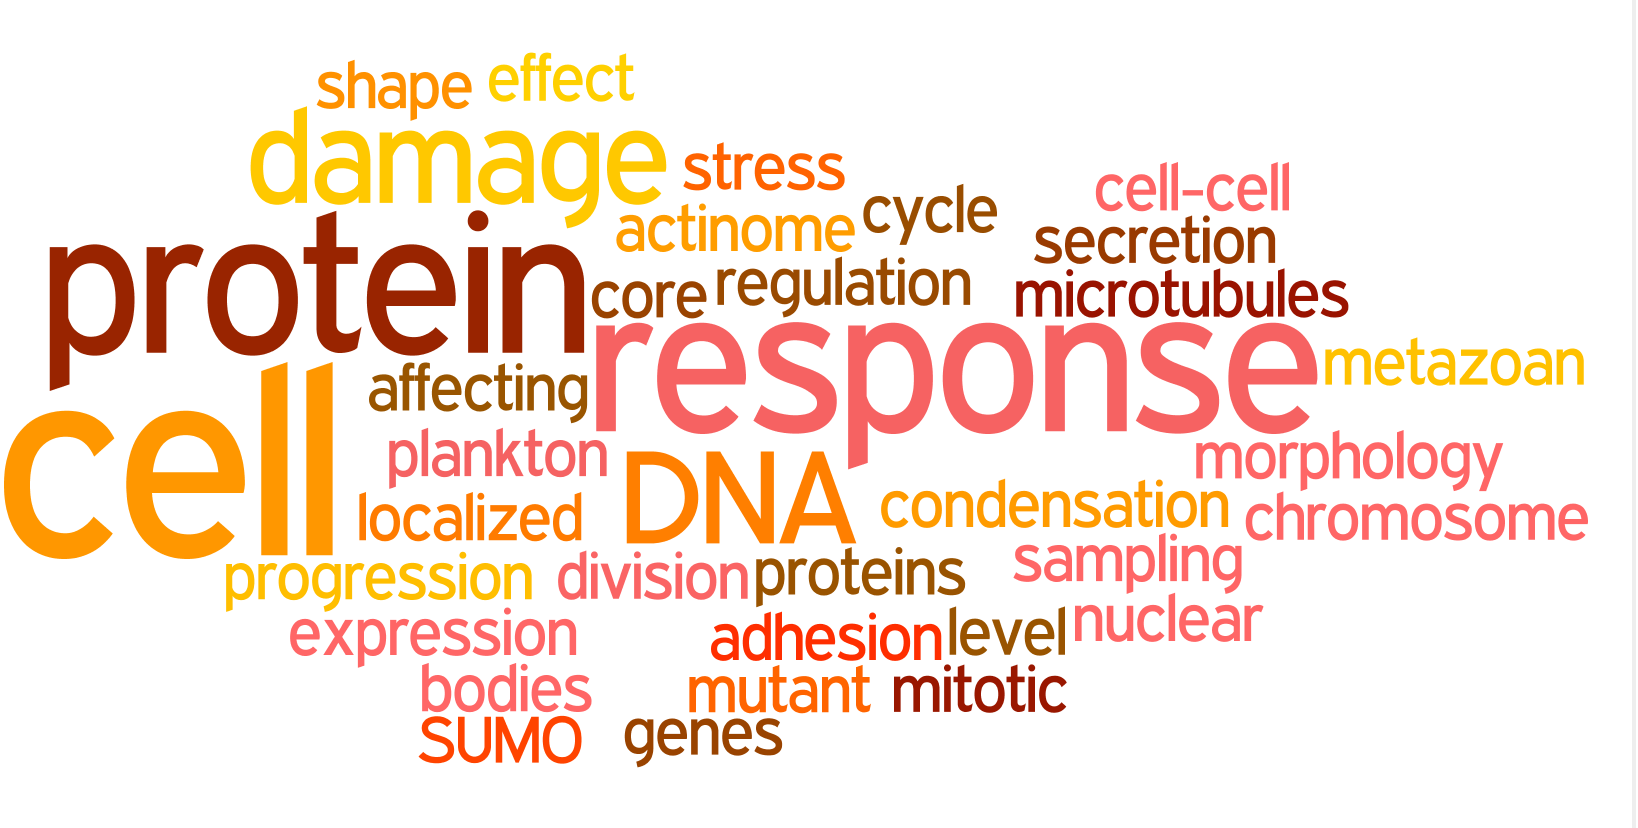 shape effect
damage
stress
cell-cell
actinome cycle
secretion
protein
core regulation
microtubules
response
metazoan
affecting
cell
plankton
morphology
DNA
condensation
localized
chromosome
sampling
progression
division
proteins
nuclear
expression
adhesion
level
bodies
mutant
mitotic
SUMO
genes